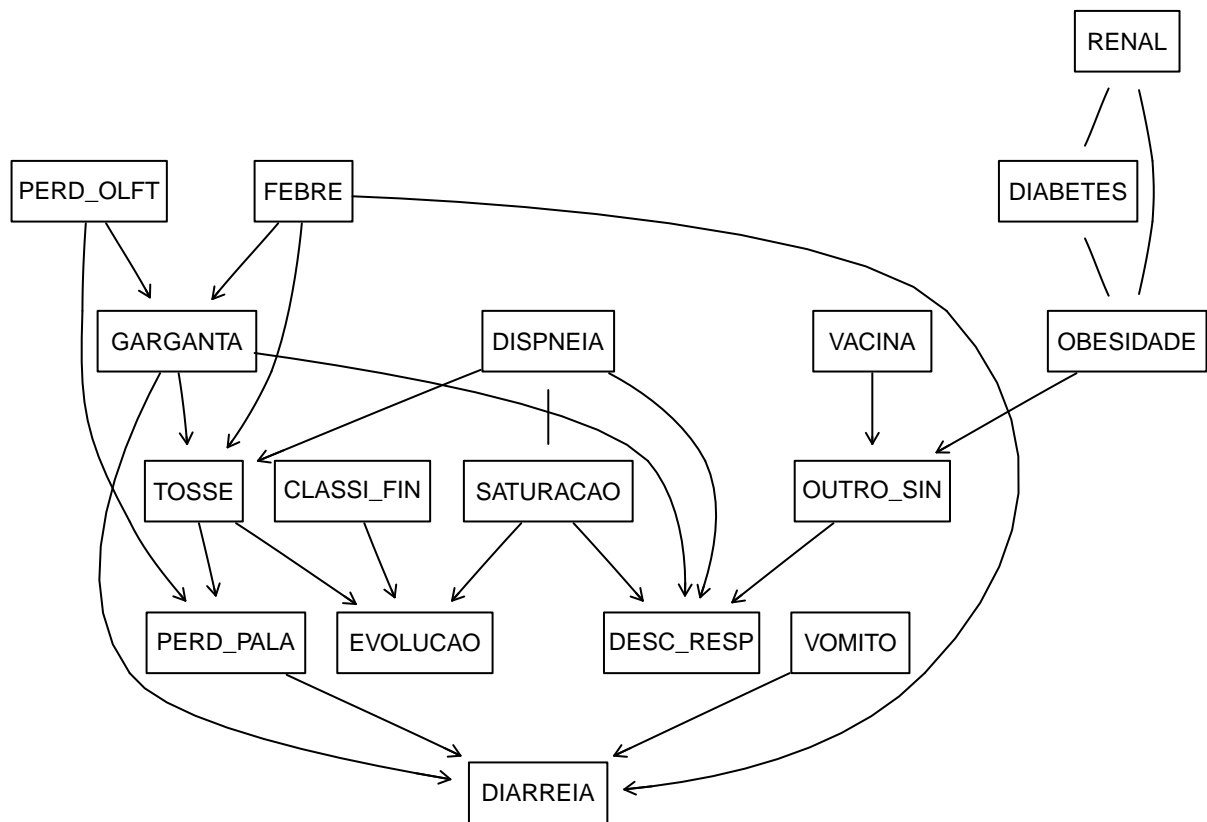 RENAL
PERD_OLFT
FEBRE
DIABETES
GARGANTA
DISPNEIA
VACINA
OBESIDADE
TOSSE
CLASSI_FIN
SATURACAO
OUTRO_SIN
PERD_PALA
EVOLUCAO
DESC_RESP
VOMITO
DIARREIA